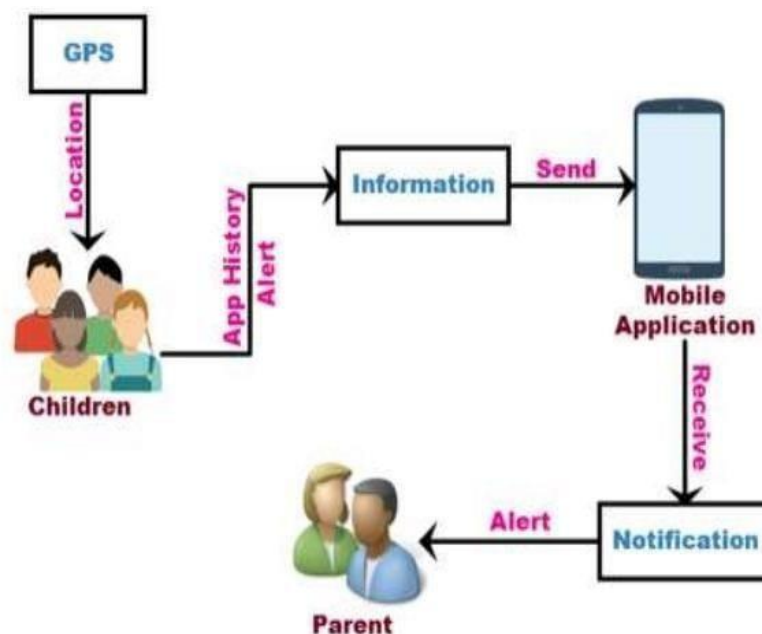 GPS
Location
Information
Send
App History
Alert
Mobile
Application
Children
Receive
Alert
Notification
Parent